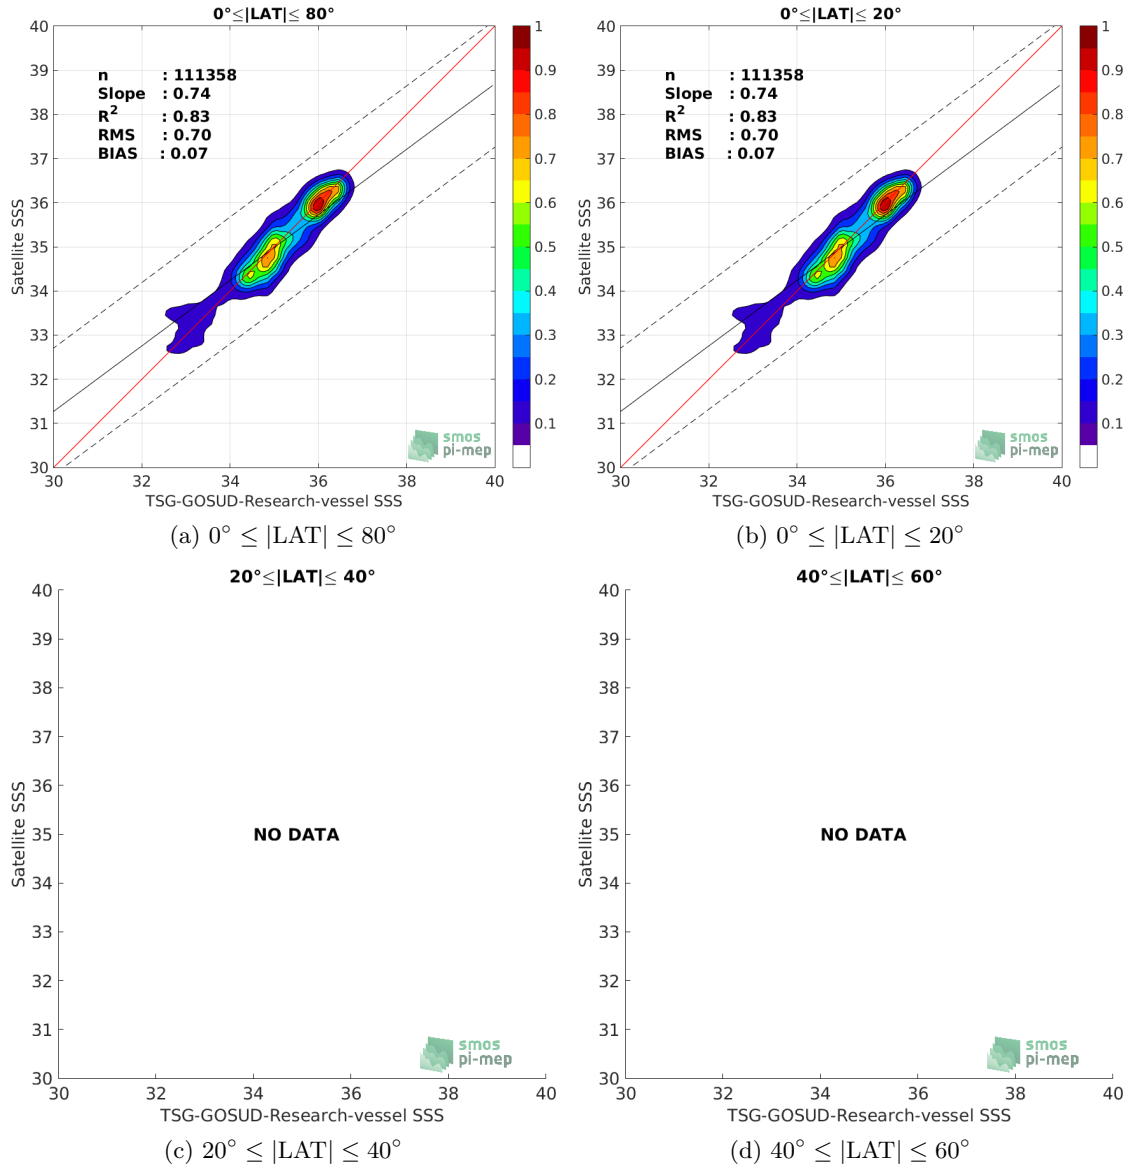 0°≤|LAT|≤ 80°
40
39
38
37
36
35
34
33
32
31
30
Satellite SSS
n : 111358
Slope : 0.74
R² : 0.83
RMS : 0.70
BIAS : 0.07
smos
pi-mep
30 32 34 36 38 40
TSG-GOSUD-Research-vessel SSS
1
0.9
0.8
0.7
0.6
0.5
0.4
0.3
0.2
0.1
(a) 0° ≤ |LAT| ≤ 80°
0°≤|LAT|≤ 20°
40
39
38
37
36
35
34
33
32
31
30
Satellite SSS
n : 111358
Slope : 0.74
R² : 0.83
RMS : 0.70
BIAS : 0.07
smos
pi-mep
30 32 34 36 38 40
TSG-GOSUD-Research-vessel SSS
1
0.9
0.8
0.7
0.6
0.5
0.4
0.3
0.2
0.1
(b) 0° ≤ |LAT| ≤ 20°
20°≤|LAT|≤ 40°
40
39
38
37
36
35
34
33
32
31
30
Satellite SSS
NO DATA
smos
pi-mep
30 32 34 36 38 40
TSG-GOSUD-Research-vessel SSS
(c) 20° ≤ |LAT| ≤ 40°
40°≤|LAT|≤ 60°
40
39
38
37
36
35
34
33
32
31
30
Satellite SSS
NO DATA
smos
pi-mep
30 32 34 36 38 40
TSG-GOSUD-Research-vessel SSS
(d) 40° ≤ |LAT| ≤ 60°